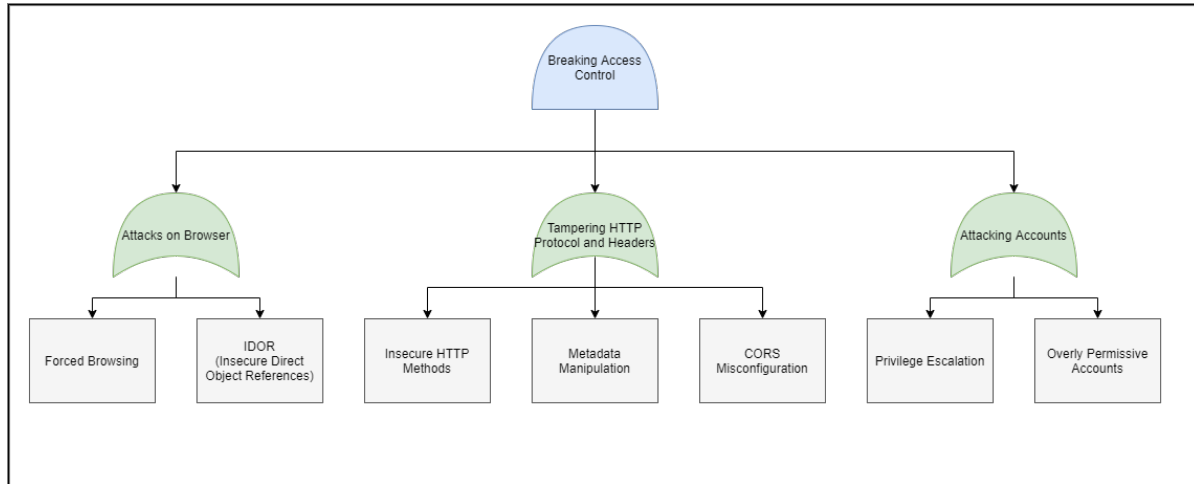 Breaking Access
Control
Attacks on Browser
Tampering HTTP
Protocol and Headers
Attacking Accounts
Forced Browsing
IDOR
(Insecure Direct
Object References)
Insecure HTTP
Methods
Metadata
Manipulation
CORS
Misconfiguration
Privilege Escalation
Overly Permissive
Accounts